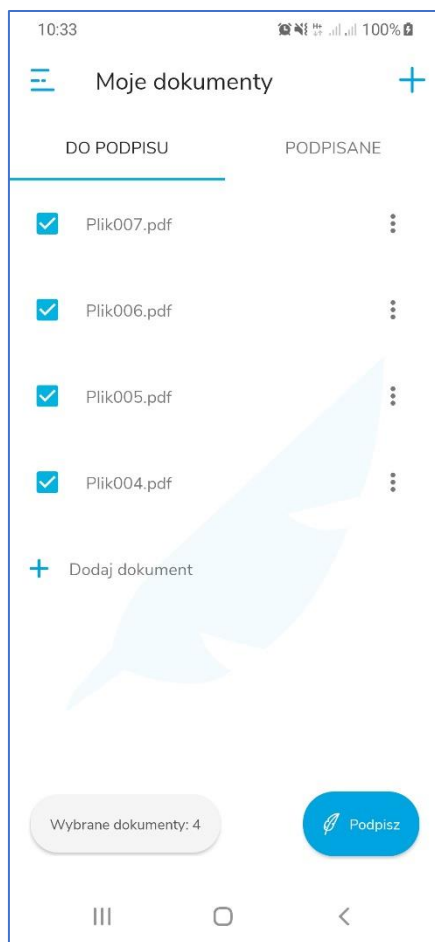 10:33
100%
Moje dokumenty
DO PODPISU
PODPISANE
Plik007.pdf
Plik006.pdf
Plik005.pdf
Plik004.pdf
Dodaj dokument
Wybrane dokumenty: 4
Podpisz